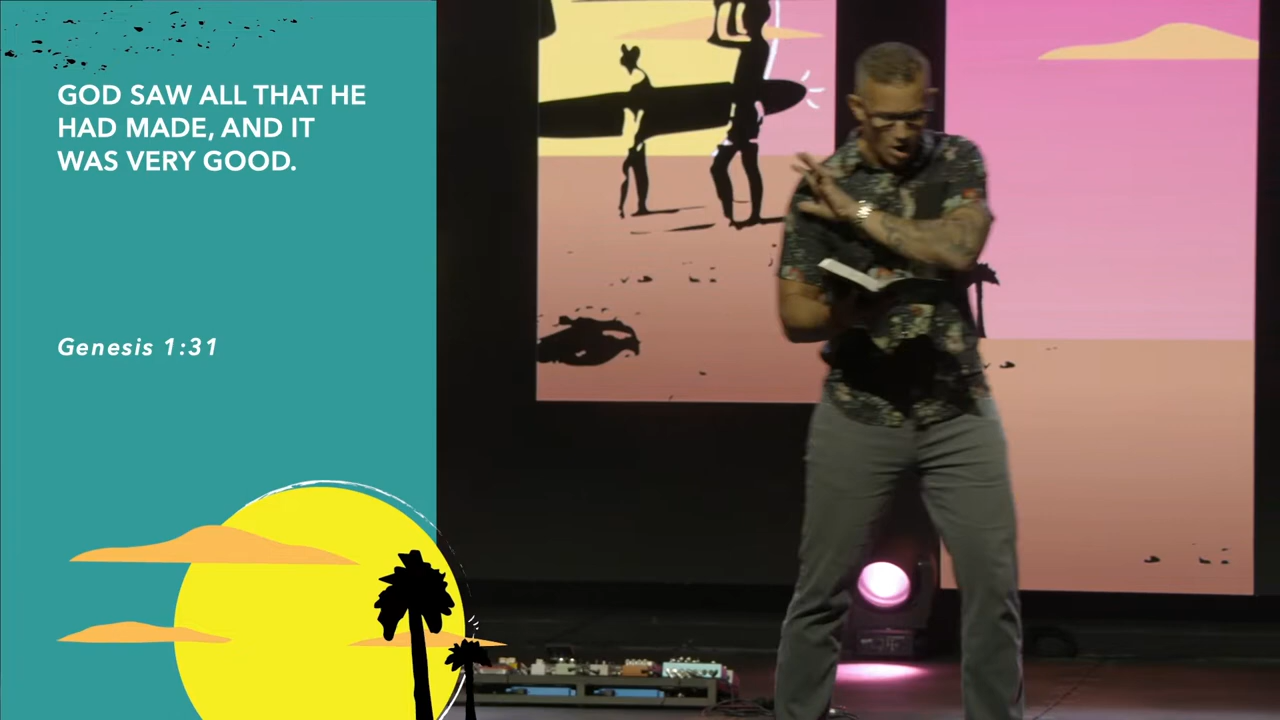 GOD SAW ALL THAT HE
HAD MADE, AND IT
WAS VERY GOOD.
Genesis 1:31